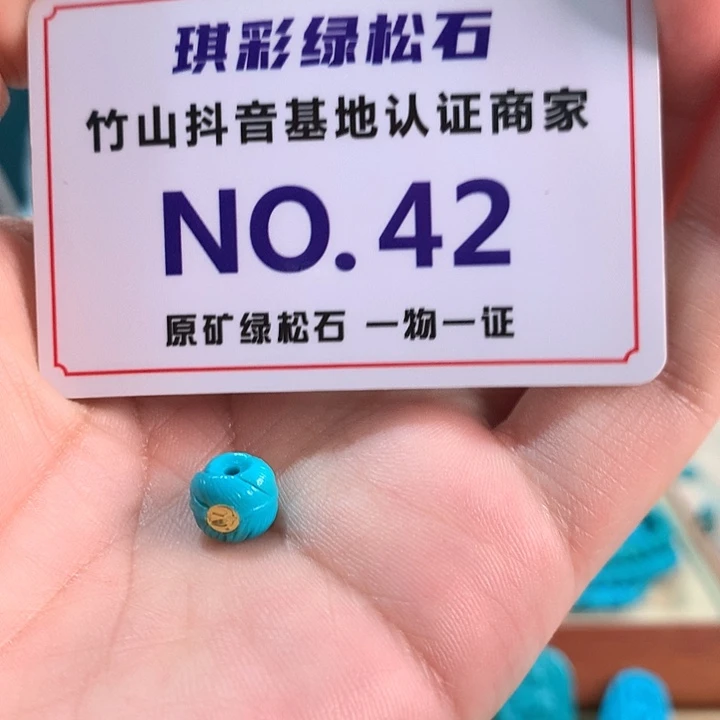 琪彩绿松石
竹山抖音基地认证商家
NO.42
原矿绿松石 一物一证